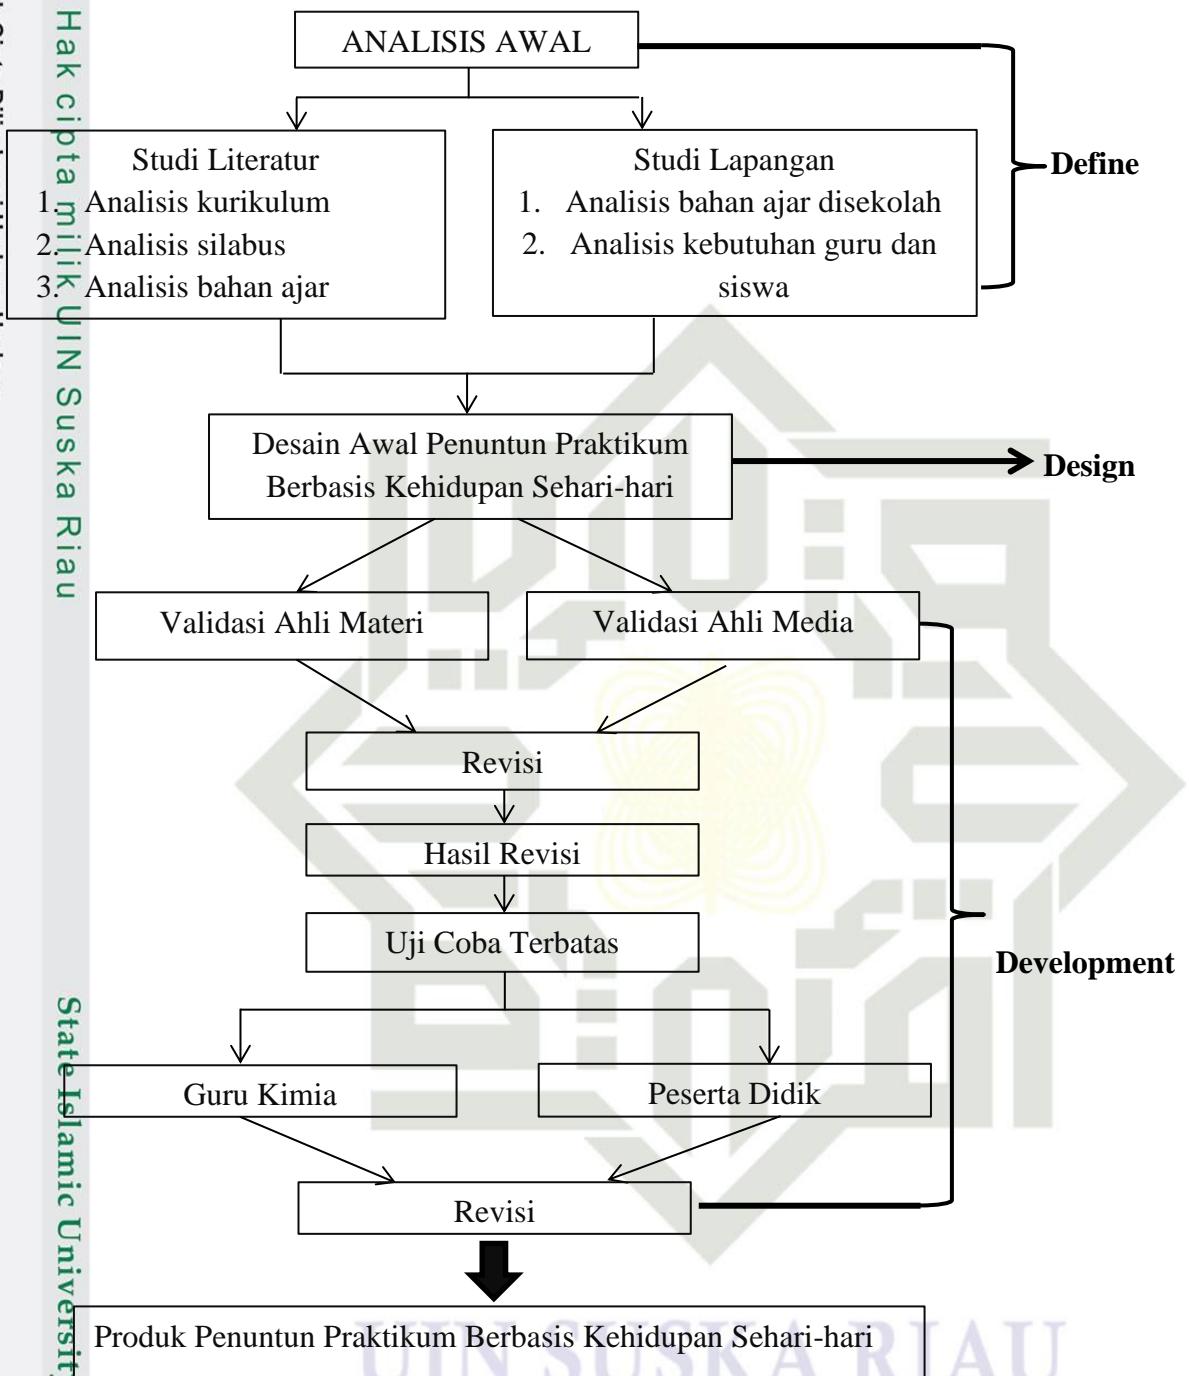 Hak cipta milik UIN Suska Riau
State Islamic Universit
ANALISIS AWAL
Studi Literatur
1. Analisis kurikulum
2. Analisis silabus
3. Analisis bahan ajar
Studi Lapangan
1. Analisis bahan ajar disekolah
2. Analisis kebutuhan guru dan
siswa
Define
Desain Awal Penuntun Praktikum
Berbasis Kehidupan Sehari-hari
Design
Validasi Ahli Materi
Validasi Ahli Media
Revisi
Hasil Revisi
Uji Coba Terbatas
Development
Guru Kimia
Peserta Didik
Revisi
Produk Penuntun Praktikum Berbasis Kehidupan Sehari-hari
UIN SUSKA RIAU